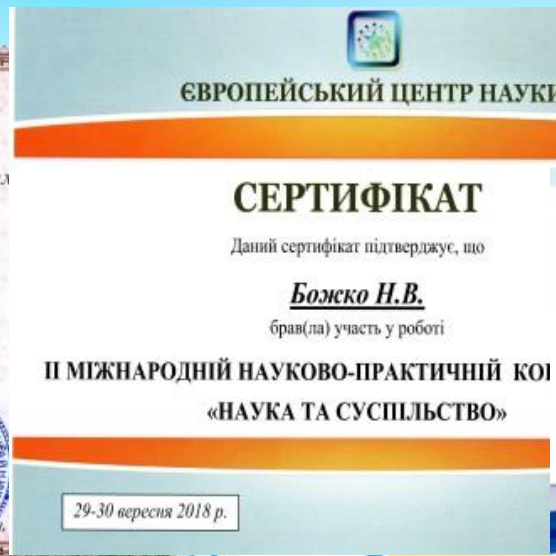 ЄВРОПЕЙСЬКИЙ ЦЕНТР НАУКИ
СЕРТИФІКАТ
Даний сертифікат підтверджує, що
Божко Н.В.
брав(ла) участь у роботі
ІІ МІЖНАРОДНІЙ НАУКОВО-ПРАКТИЧНІЙ
«НАУКА ТА СУСПІЛЬСТВО»
29-30 вересня 2018 р.